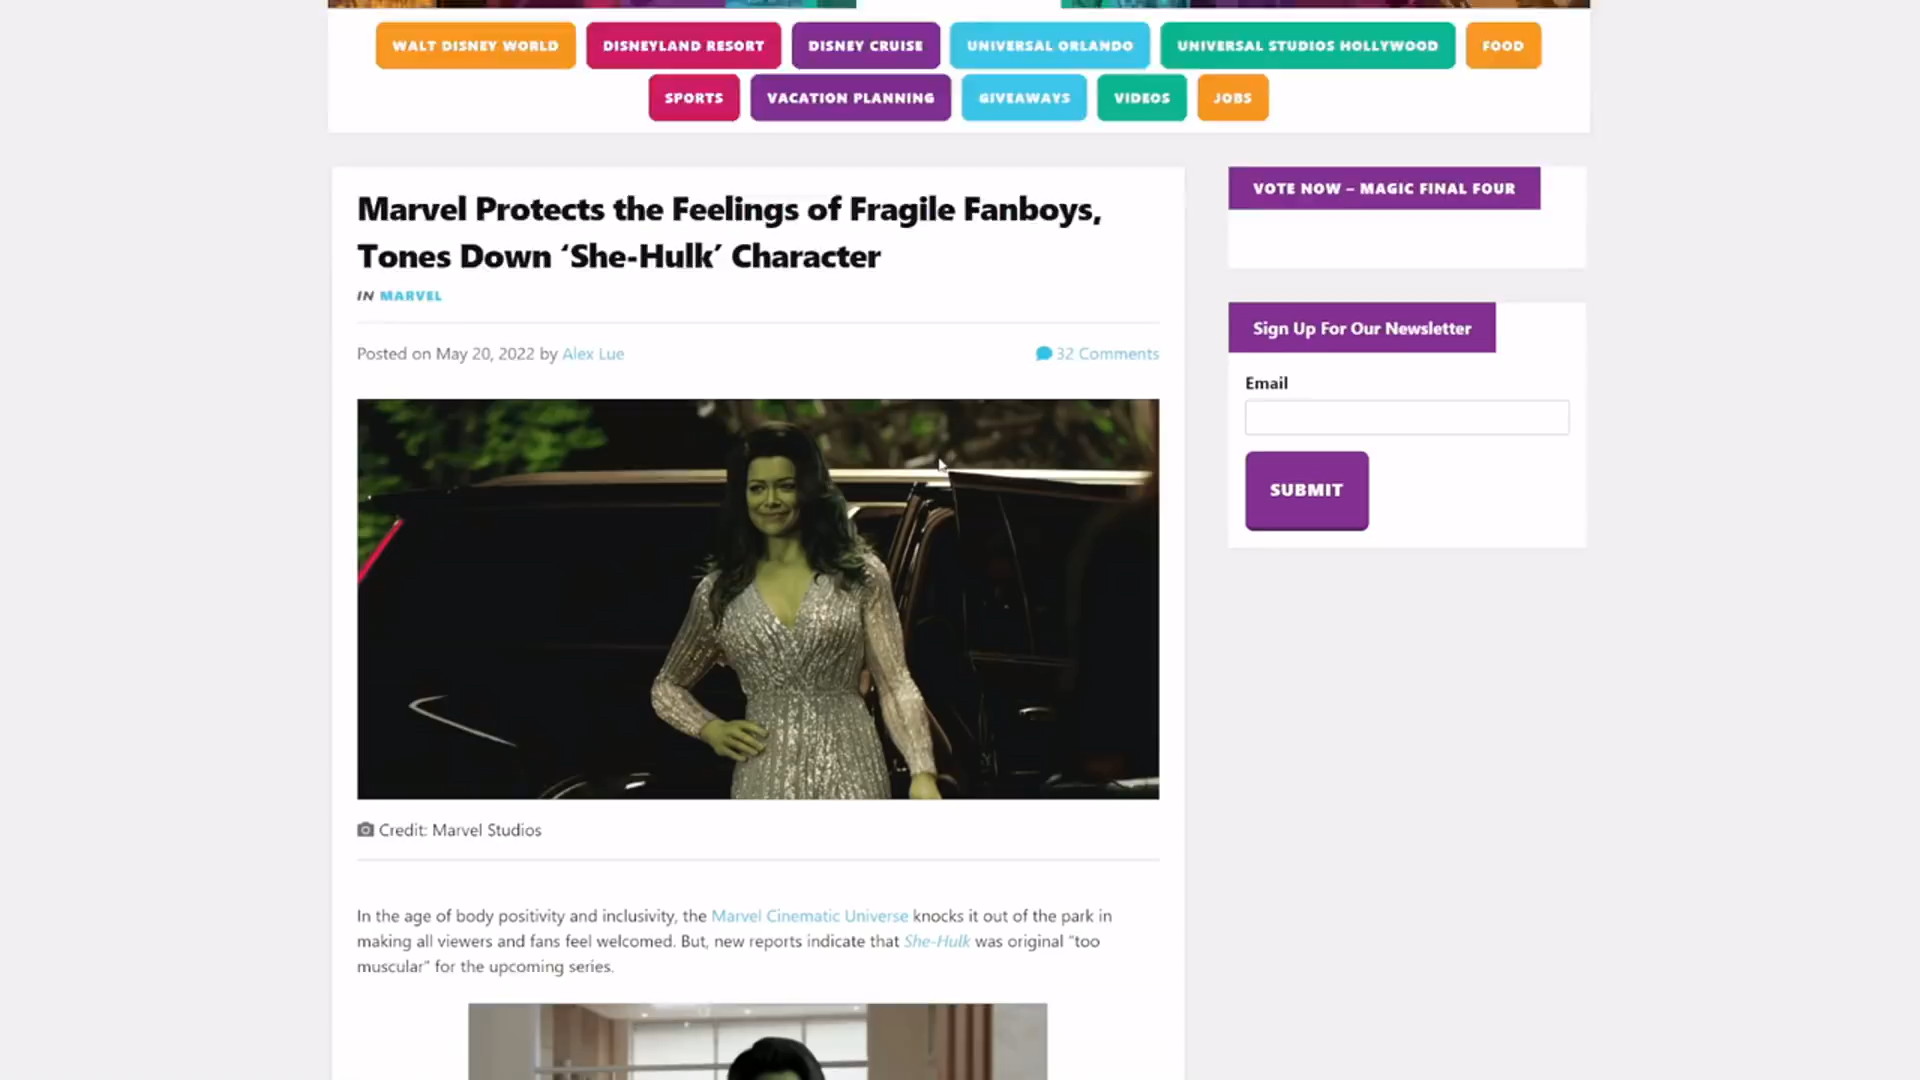 WALT DISNEY WORLD DISNEYLAND RESORT DISNEY CRUISE UNIVERSAL ORLANDO UNIVERSAL STUDIOS HOLLYWOOD FOOD
SPORTS VACATION PLANNING GIVEAWAYS VIDEOS JOBS
Marvel Protects the Feelings of Fragile Fanboys,
Tones Down ‘She-Hulk’ Character
IN MARVEL
Posted on May 20, 2022 by Alex Lue
32 Comments
Credit: Marvel Studios
In the age of body positivity and inclusivity, the Marvel Cinematic Universe knocks it out of the park in
making all viewers and fans feel welcomed. But, new reports indicate that She-Hulk was original “too
muscular” for the upcoming series.
VOTE NOW – MAGIC FINAL FOUR
Sign Up For Our Newsletter
Email
SUBMIT